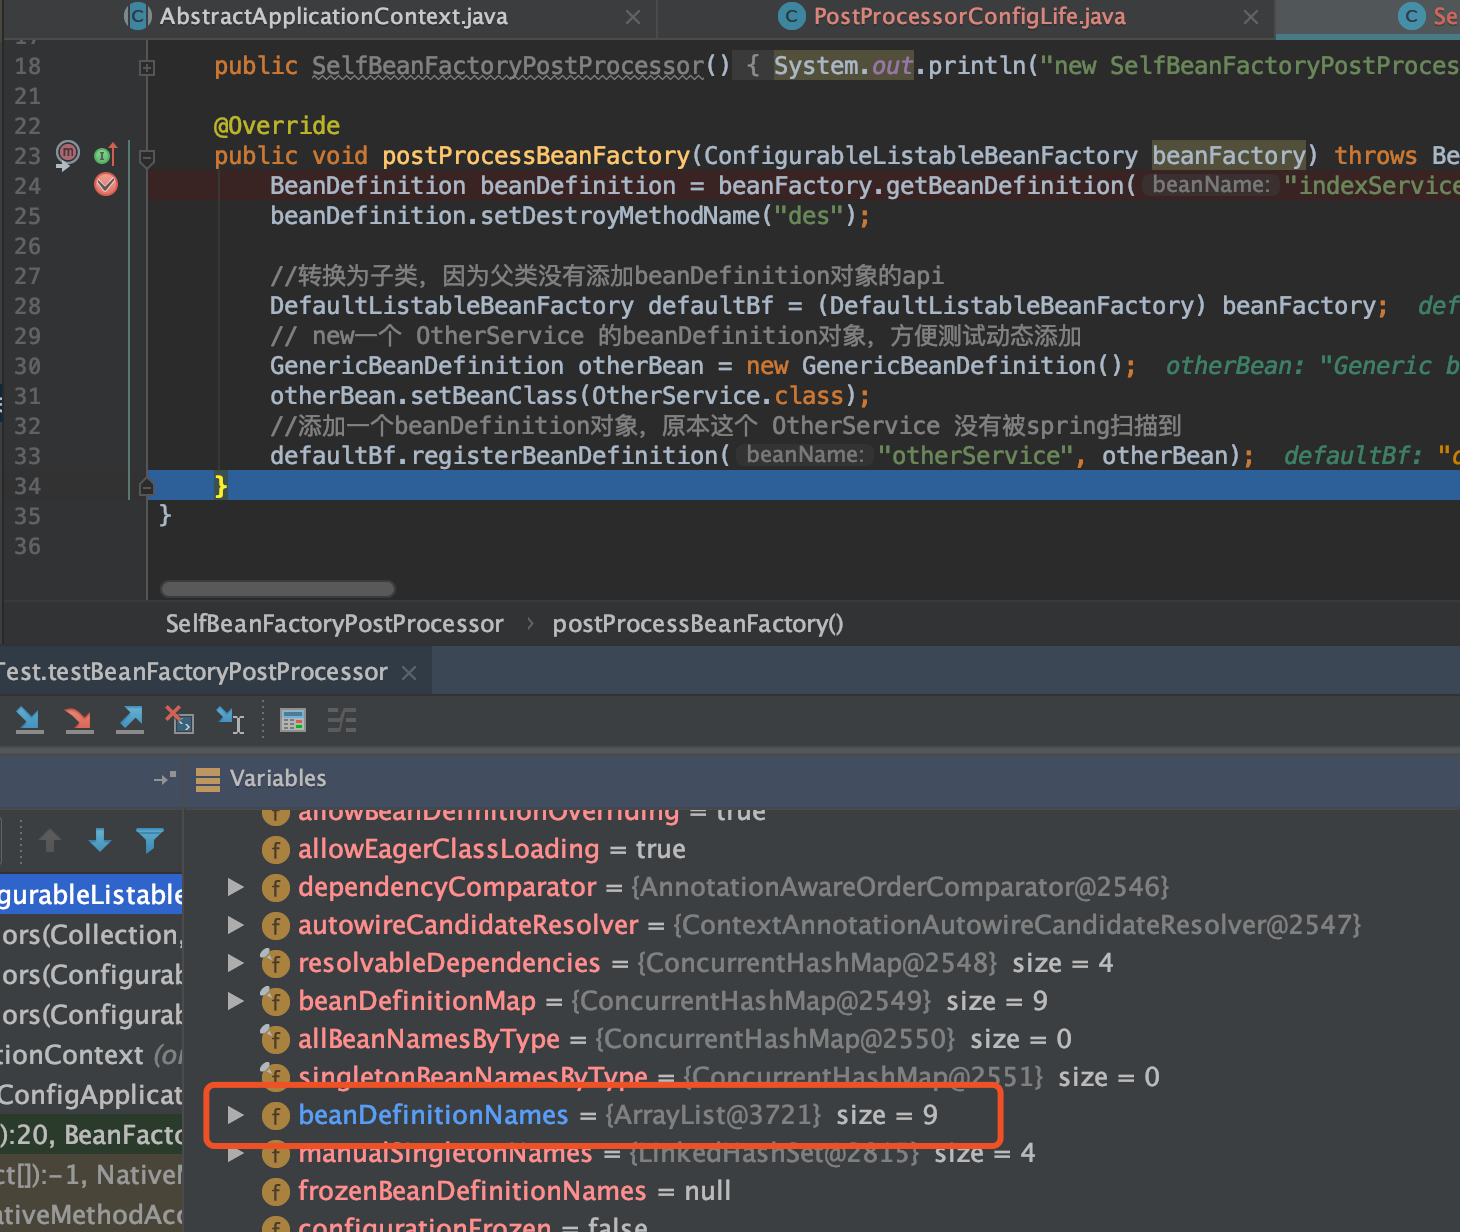 AbstractApplicationContext.java
PostProcessorConfigLife.java
Se
18 public SelfBeanFactoryPostProcessor() { System.out.println("new SelfBeanFactoryPostProces
21
22 @Override
23 public void postProcessBeanFactory(ConfigurableListableBeanFactory beanFactory) throws Be
24 BeanDefinition beanDefinition = beanFactory.getBeanDefinition( beanName: "indexService
25 beanDefinition.setDestroyMethodName("des");
26
27 //转换为子类，因为父类没有添加beanDefinition对象的api
28 DefaultListableBeanFactory defaultBf = (DefaultListableBeanFactory) beanFactory; def
29 // new一个 OtherService 的beanDefinition对象，方便测试动态添加
30 GenericBeanDefinition otherBean = new GenericBeanDefinition(); otherBean: "Generic b
31 otherBean.setBeanClass(OtherService.class);
32 //添加一个beanDefinition对象，原本这个 OtherService 没有被spring扫描到
33 defaultBf.registerBeanDefinition( beanName: "otherService", otherBean); defaultBf:
34 }
35 }
36
SelfBeanFactoryPostProcessor › postProcessBeanFactory()
Test.testBeanFactoryPostProcessor
Variables
allowBeanDefinitionOverriding = true
allowEagerClassLoading = true
dependencyComparator = {AnnotationAwareOrderComparator@2546}
autowireCandidateResolver = {ContextAnnotationAutowireCandidateResolver@2547}
resolvableDependencies = {ConcurrentHashMap@2548} size = 4
beanDefinitionMap = {ConcurrentHashMap@2549} size = 9
allBeanNamesByType = {ConcurrentHashMap@2550} size = 0
singletonBeanNamesByType = {ConcurrentHashMap@2551} size = 0
beanDefinitionNames = {ArrayList@3721} size = 9
manualSingletonNames = {LinkedHashSet@2815} size = 4
frozenBeanDefinitionNames = null
configurationFrozen = false
gurableListable
ors(Collection,
ors(Configurab
ors(Configurab
tionContext (or
ConfigApplicat
):20, BeanFacto
ct[]):-1, NativeM
ativeMethodAcc